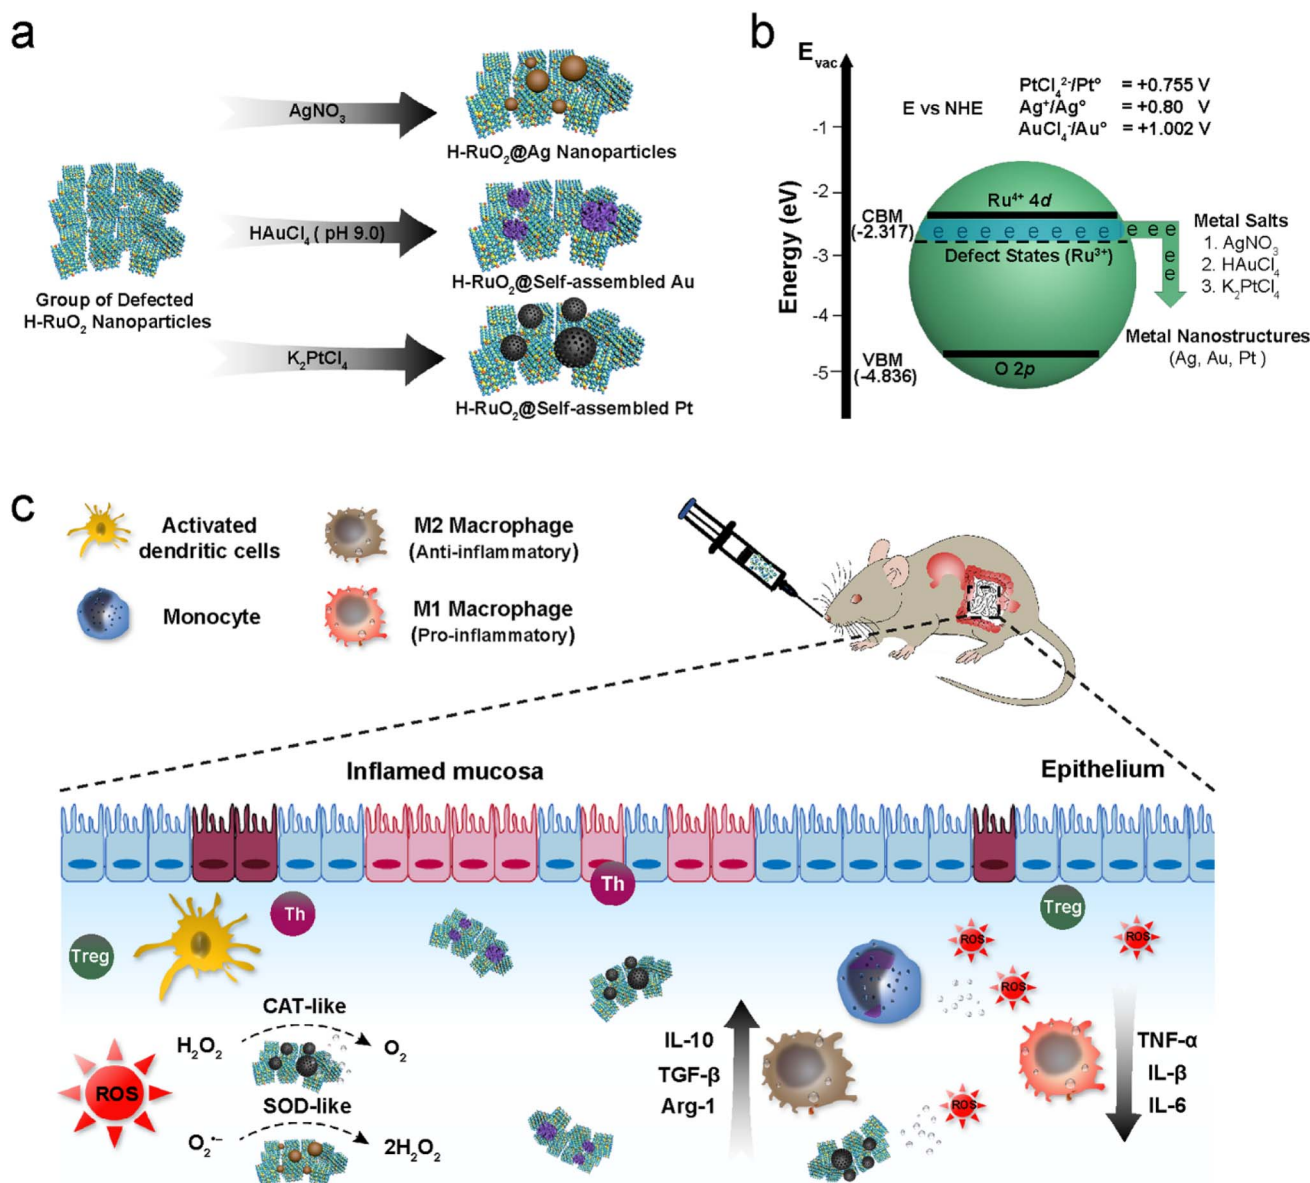 a
AgNO₃
H-RuO₂@Ag Nanoparticles
HAuCl₄ ( pH 9.0)
H-RuO₂@Self-assembled Au
Group of Defected
H-RuO₂ Nanoparticles
K₂PtCl₄
H-RuO₂@Self-assembled Pt
b
Evac
E vs NHE
PtCl₄²⁻/Pt° = +0.755 V
Ag⁺/Ag° = +0.80 V
AuCl₄⁻/Au° = +1.002 V
Energy (eV)
-1
-2
-3
-4
-5
CBM
(-2.317)
VBM
(-4.836)
Ru⁴⁺ 4d
e e e e e e e e e e e e
e
e
Defect States (Ru³⁺)
O 2p
Metal Salts
1. AgNO₃
2. HAuCl₄
3. K₂PtCl₄
Metal Nanostructures
(Ag, Au, Pt )
c
Activated
dendritic cells
M2 Macrophage
(Anti-inflammatory)
Monocyte
M1 Macrophage
(Pro-inflammatory)
Inflamed mucosa
Epithelium
Th
Th
Treg
Treg
ROS
ROS
ROS
CAT-like
H₂O₂
O₂
ROS
SOD-like
O₂•⁻
2H₂O₂
IL-10
TGF-β
Arg-1
TNF-α
IL-β
IL-6
ROS